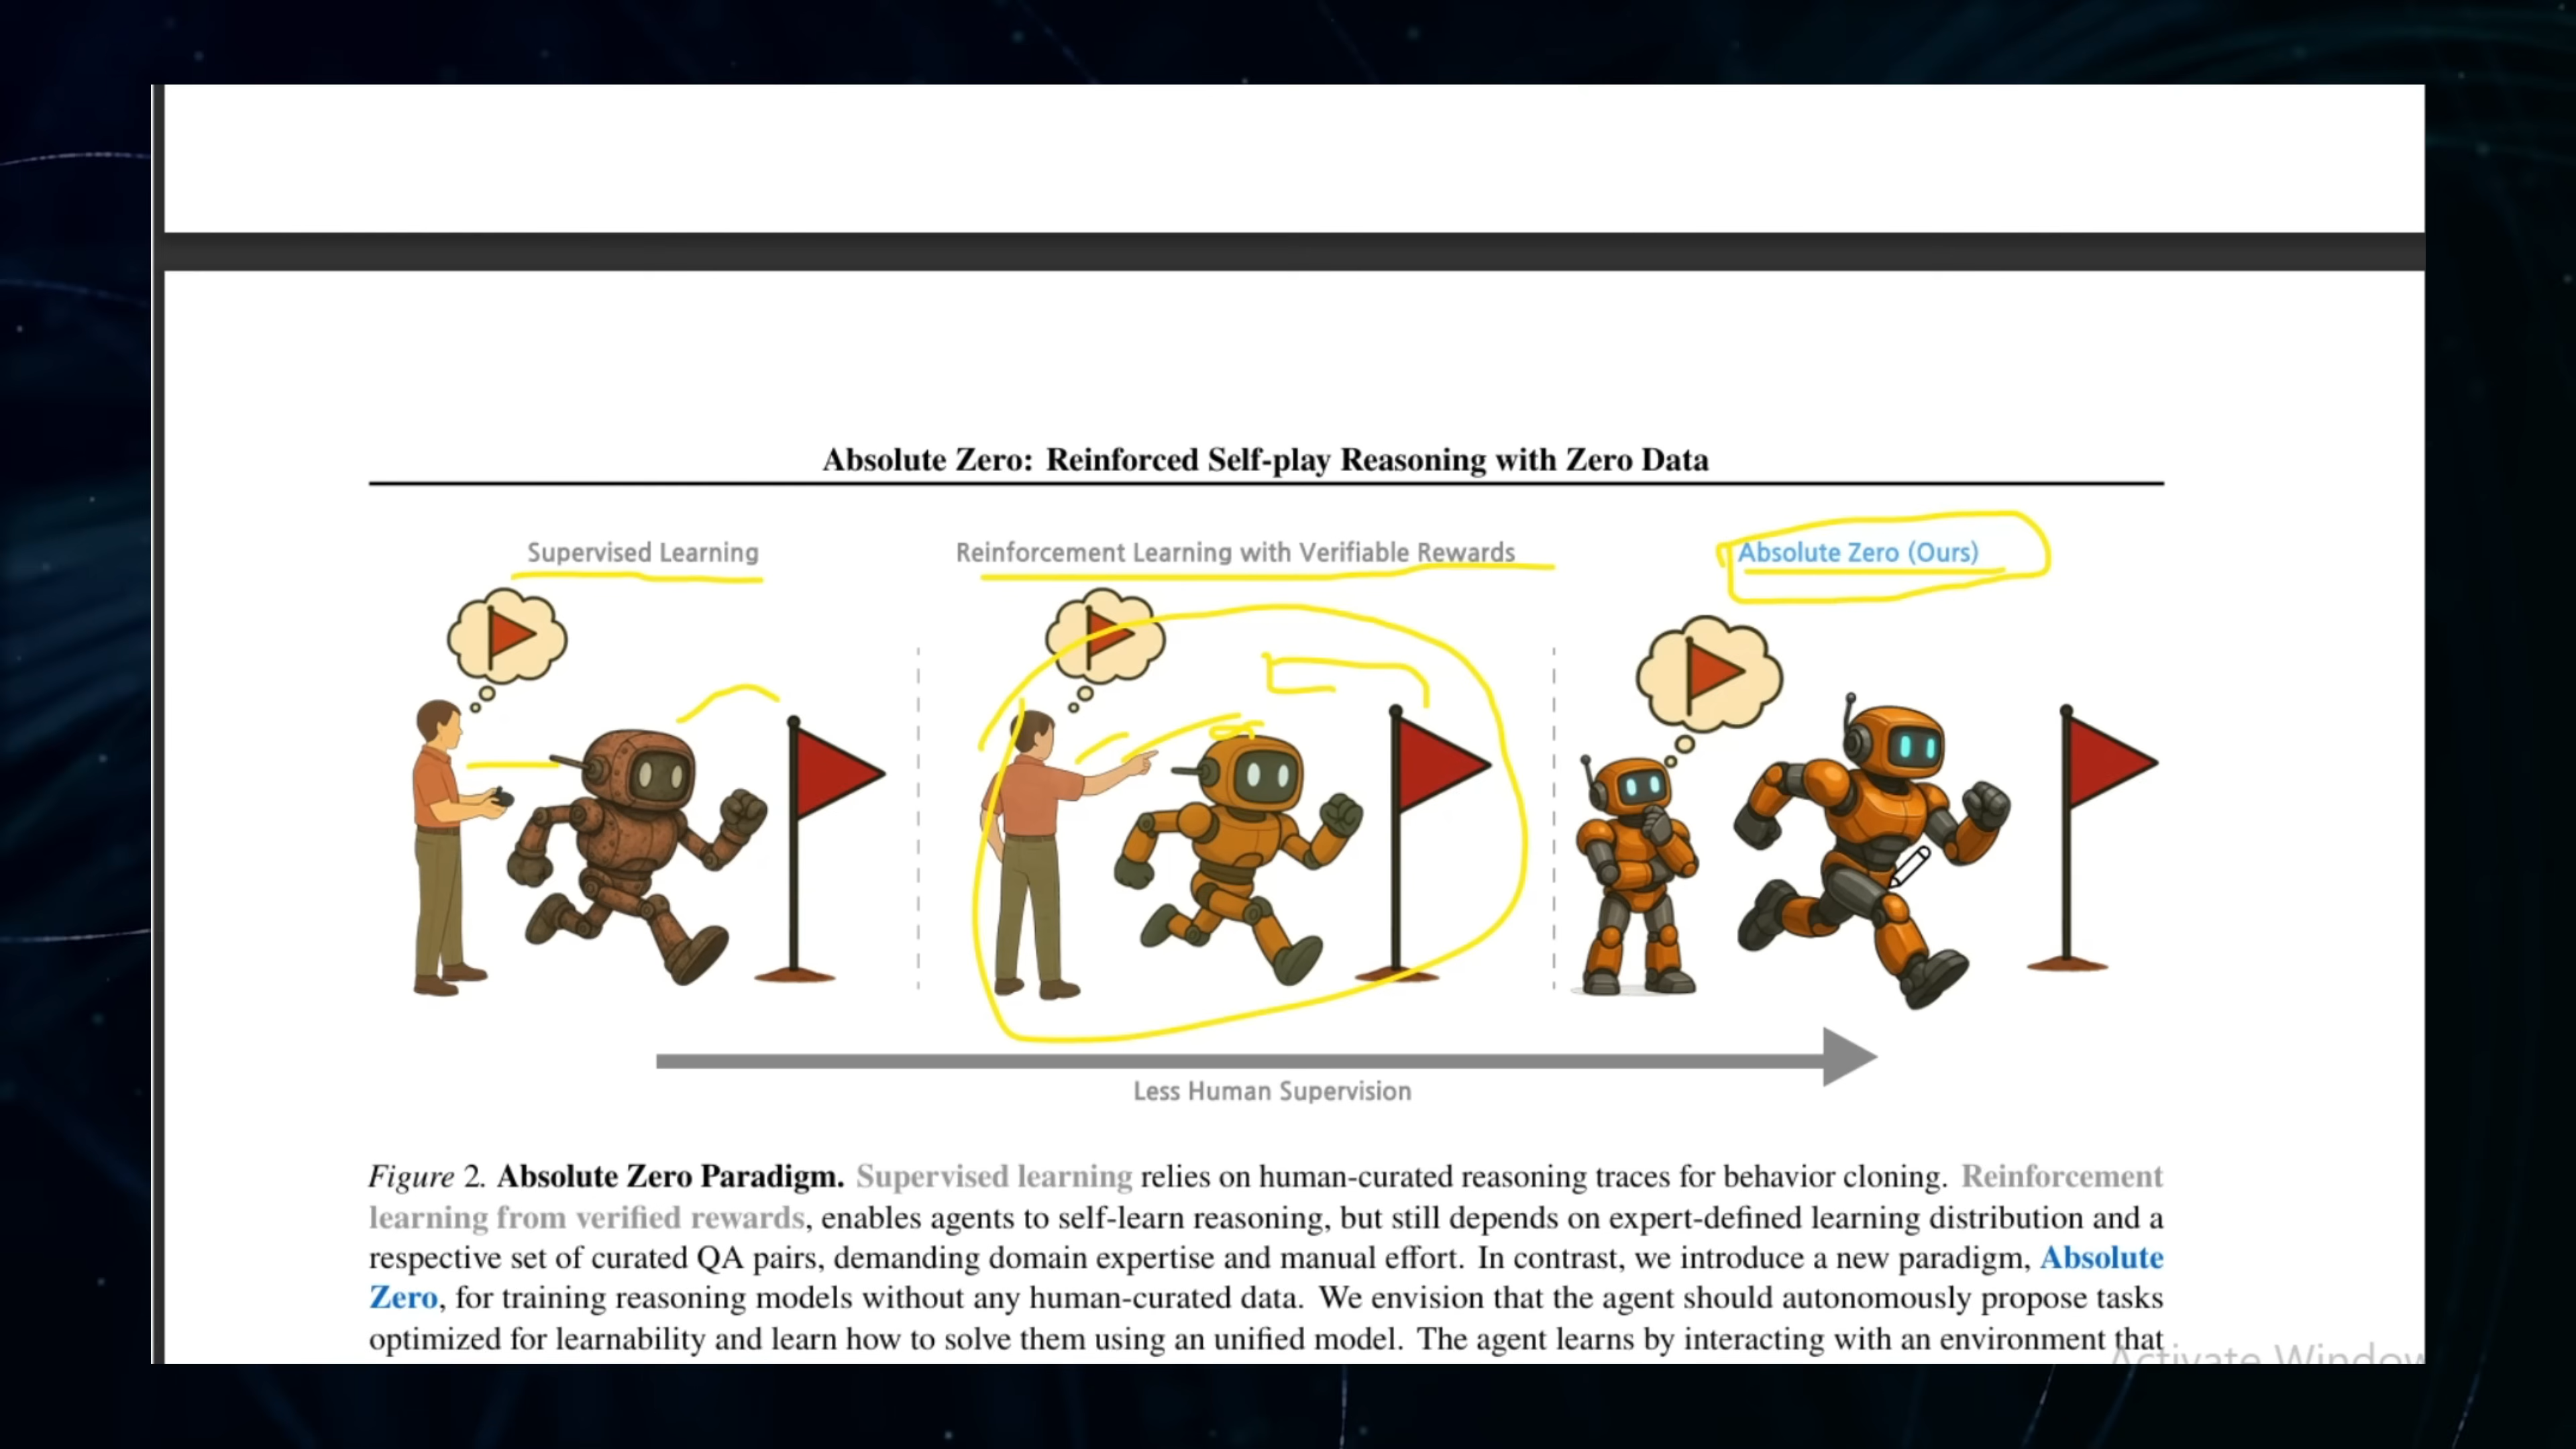 Absolute Zero: Reinforced Self-play Reasoning with Zero Data
Supervised Learning
Reinforcement Learning with Verifiable Rewards
Absolute Zero (Ours)
Less Human Supervision
Figure 2. Absolute Zero Paradigm. Supervised learning relies on human-curated reasoning traces for behavior cloning. Reinforcement
learning from verified rewards, enables agents to self-learn reasoning, but still depends on expert-defined learning distribution and a
respective set of curated QA pairs, demanding domain expertise and manual effort. In contrast, we introduce a new paradigm, Absolute
Zero, for training reasoning models without any human-curated data. We envision that the agent should autonomously propose tasks
optimized for learnability and learn how to solve them using an unified model. The agent learns by interacting with an environment that
Activate Window